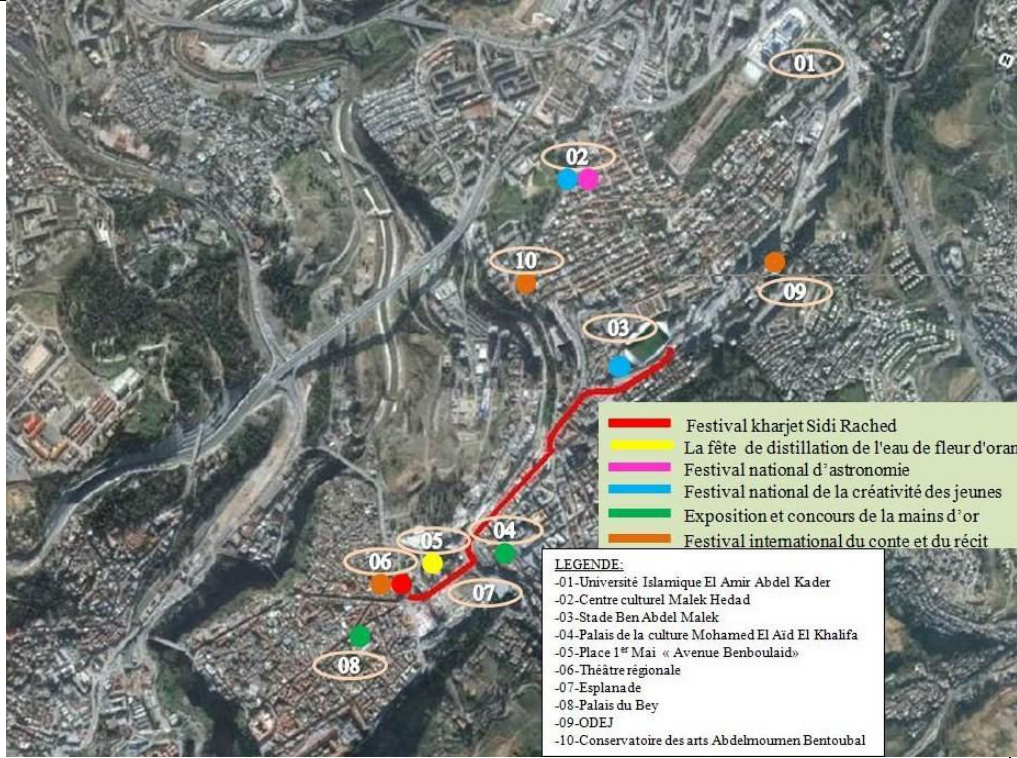 01
02
10
09
03
Festival kharjet Sidi Rached
La fête de distillation de l'eau de fleur d'oran
Festival national d’astronomie
Festival national de la créativité des jeunes
Exposition et concours de la mains d’or
Festival international du conte et du récit
04
05
06
07
08
LEGENDE:
-01-Université Islamique El Amir Abdel Kader
-02-Centre culturel Malek Hedad
-03-Stade Ben Abdel Malek
-04-Palais de la culture Mohamed El Aïd El Khalifa
-05-Place 1er Mai « Avenue Benboulaid»
-06-Théâtre régionale
-07-Esplanade
-08-Palais du Bey
-09-ODEJ
-10-Conservatoire des arts Abdelmoumen Bentoubal